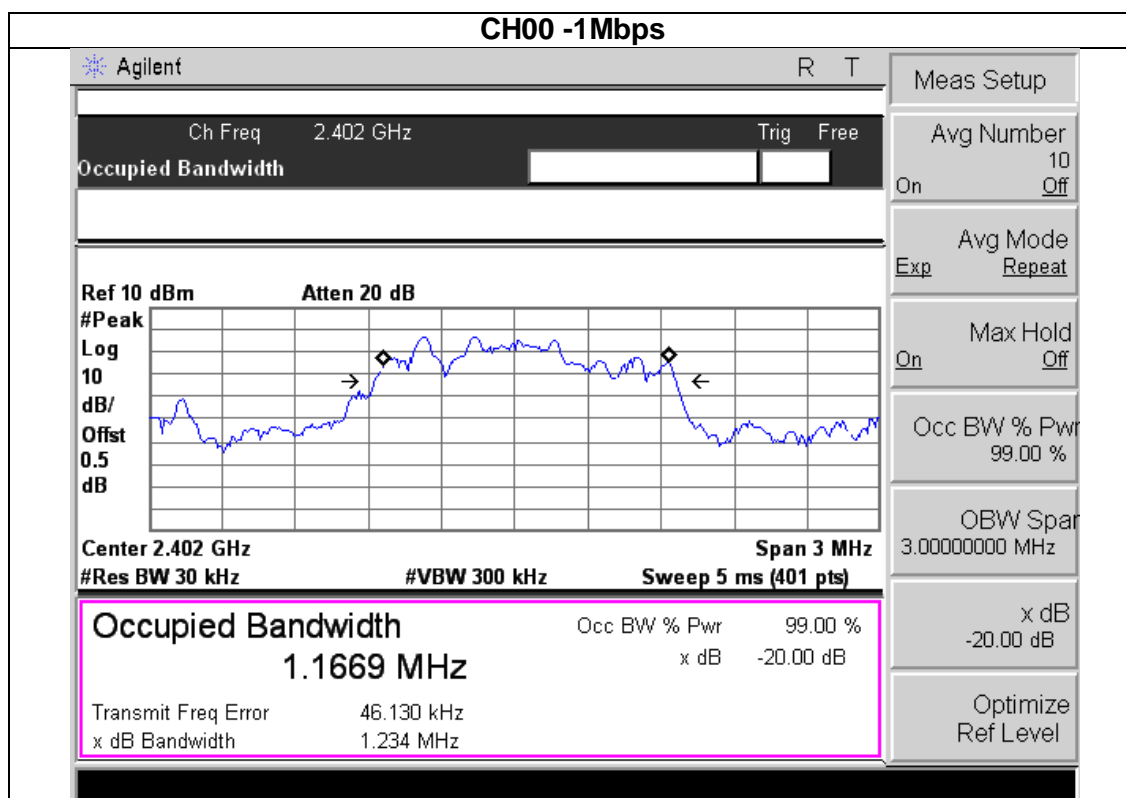 CH00 -1Mbps
Agilent R T
Meas Setup
Ch Freq 2.402 GHz Trig Free
Occupied Bandwidth
Avg Number
10
On Off
Avg Mode
Exp Repeat
Max Hold
On Off
Occ BW % Pwr
99.00 %
OBW Span
3.00000000 MHz
x dB
-20.00 dB
Optimize
Ref Level
Ref 10 dBm Atten 20 dB
#Peak
Log
10
dB/
Offst
0.5
dB
Center 2.402 GHz Span 3 MHz
#Res BW 30 kHz #VBW 300 kHz Sweep 5 ms (401 pts)
Occupied Bandwidth
1.1669 MHz
Occ BW % Pwr 99.00 %
x dB -20.00 dB
Transmit Freq Error 46.130 kHz
x dB Bandwidth 1.234 MHz